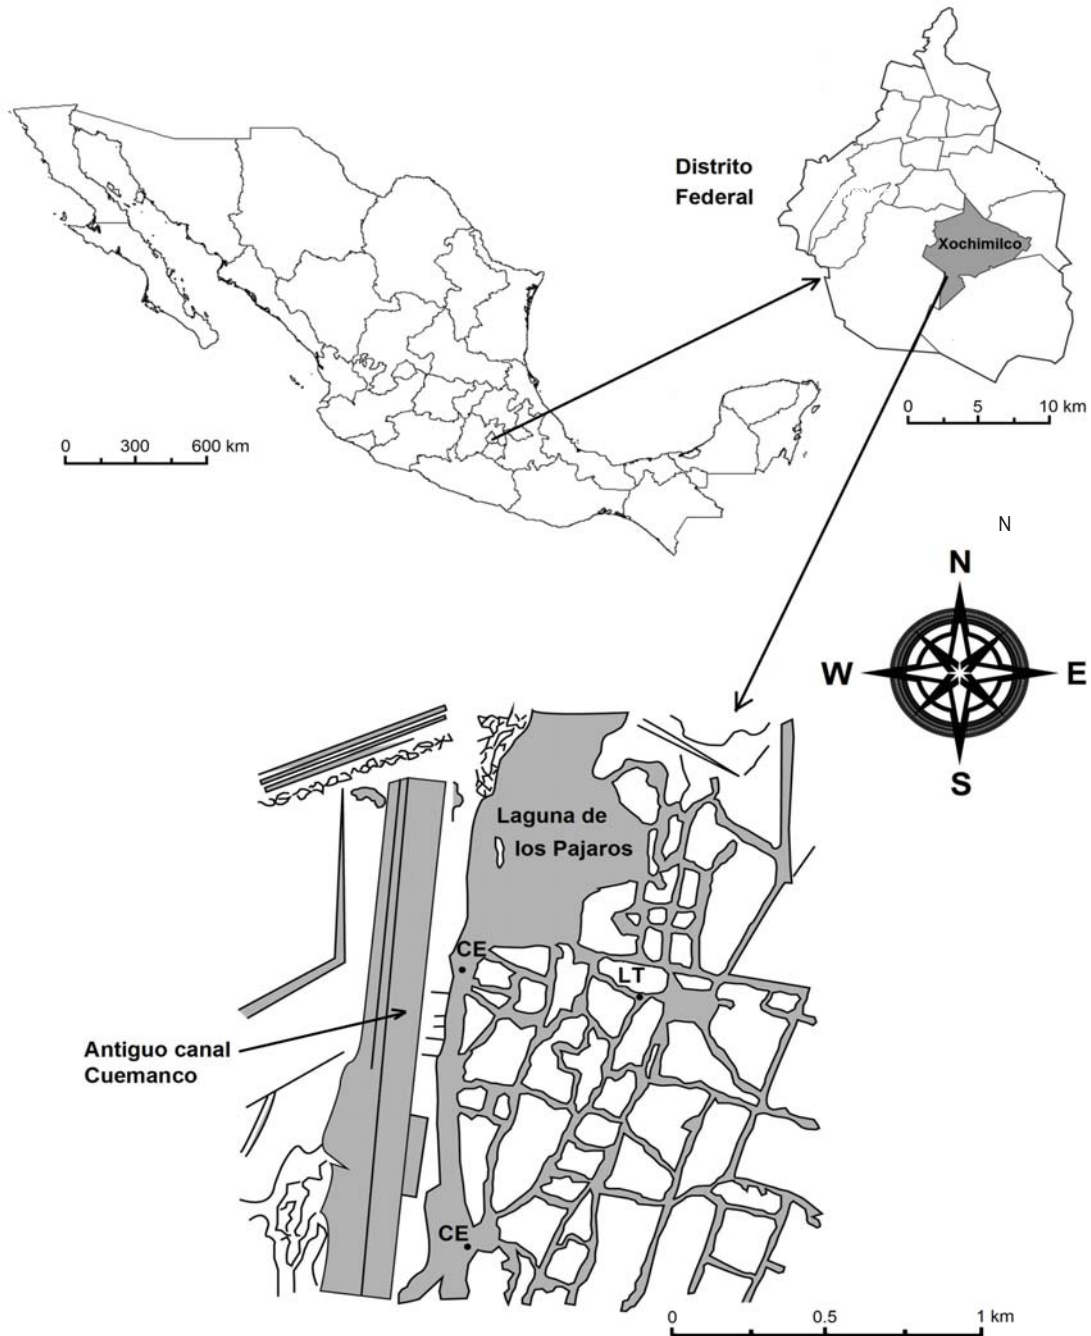 Distrito
Federal
Xochimilco
0 5 10 km
0 300 600 km
N
N
W E
S
Laguna de
los Pajaros
CE
LT
Antiguo canal
Cuemanco
CE
0 0.5 1 km